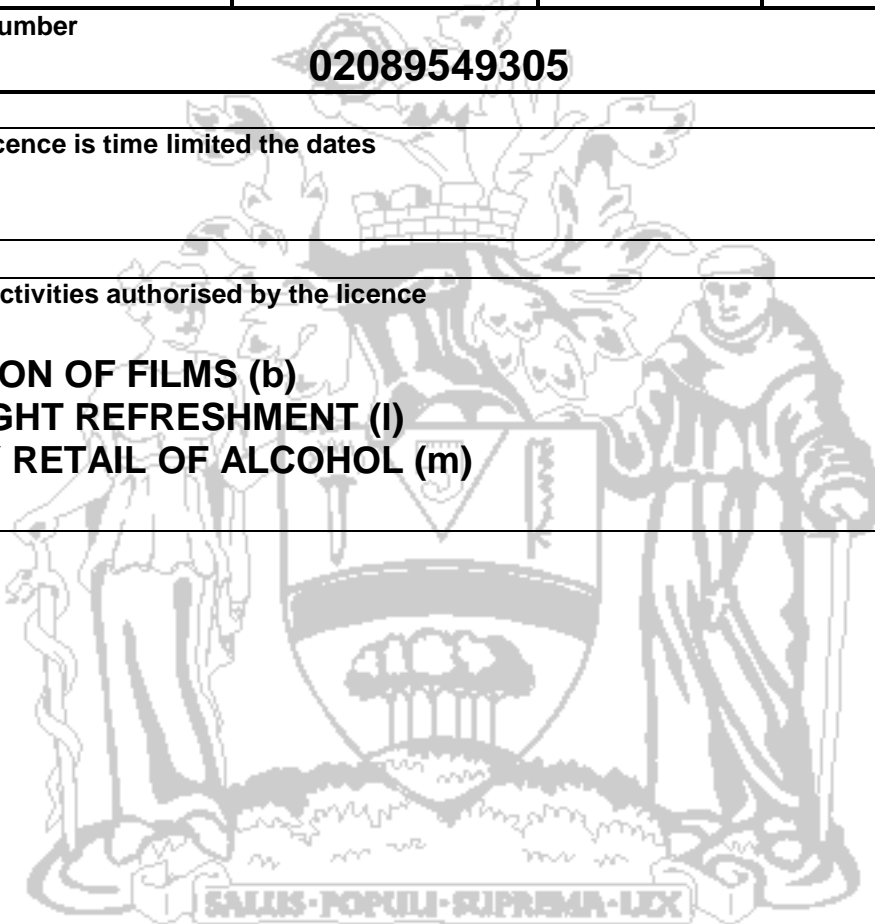 umber
02089549305
cence is time limited the dates
ctivities authorised by the licence
ON OF FILMS (b)
GHT REFRESHMENT (l)
RETAIL OF ALCOHOL (m)
SALUS·POPULI·SUPREMA·LEX